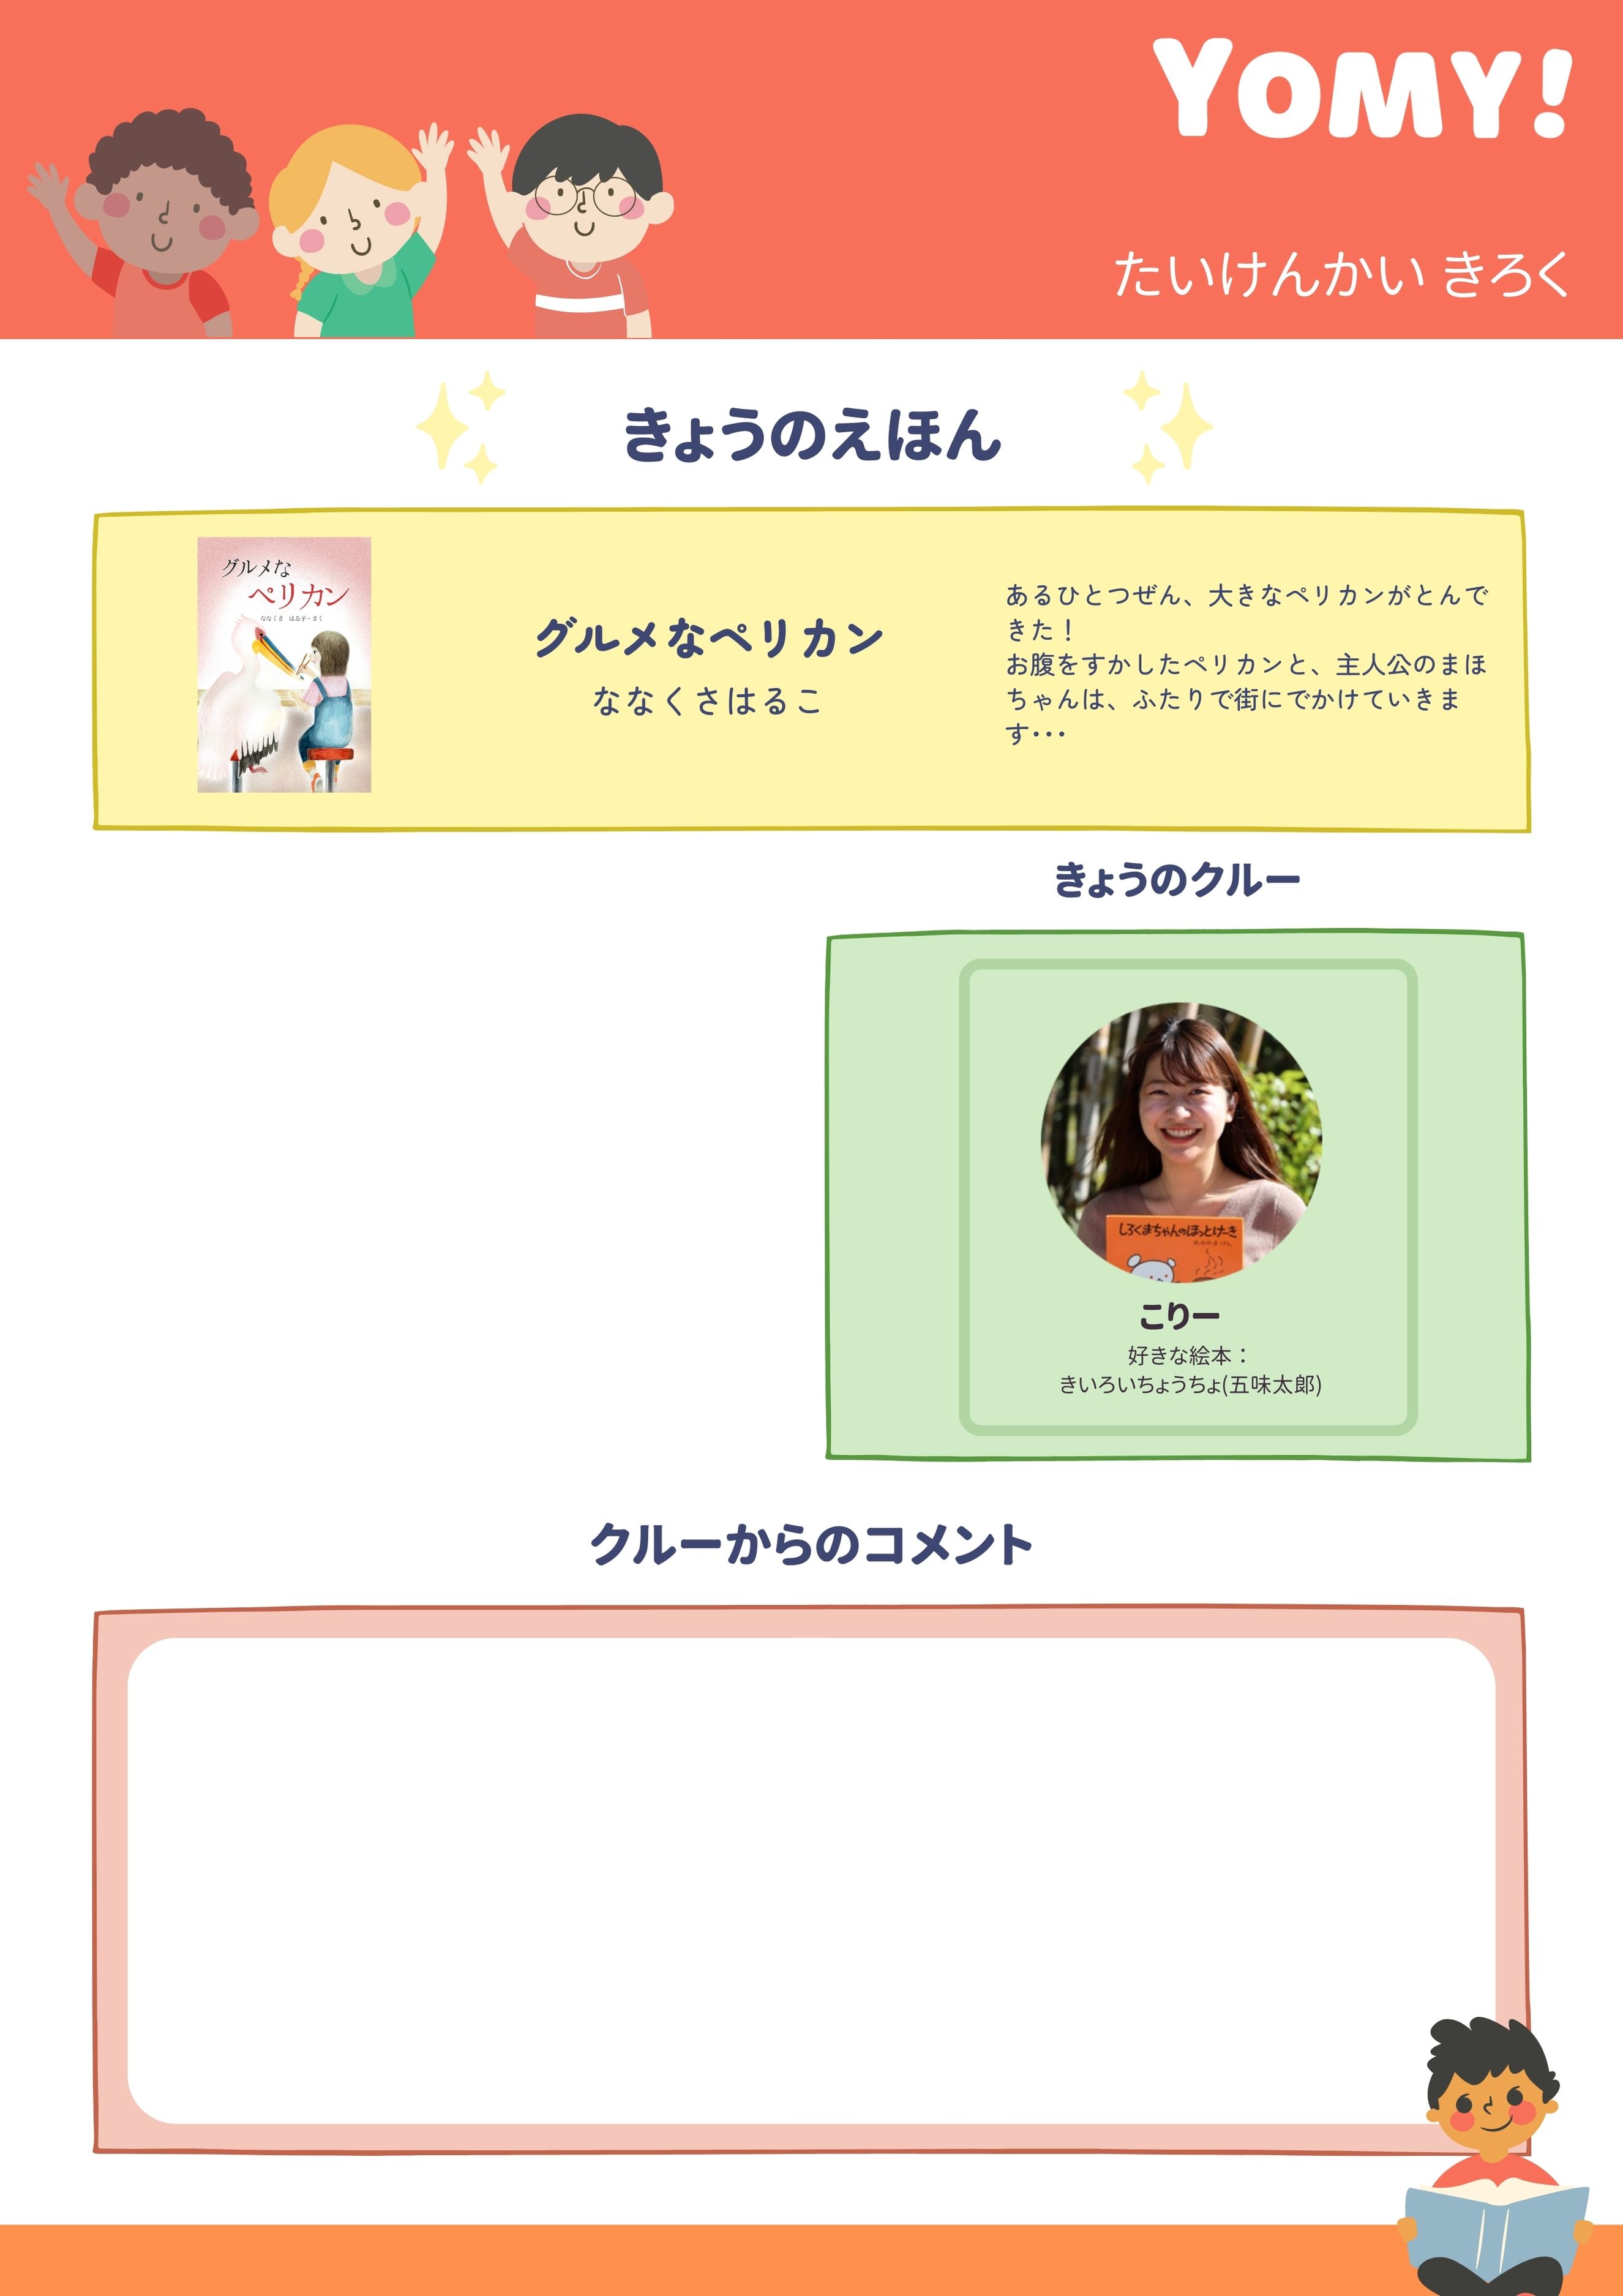 YOMY!
たいけんかい きろく
きょうのえほん
グルメな
ペリカン
ななくさ はる子・さく
グルメなペリカン
ななくさはるこ
あるひとつぜん、大きなペリカンがとんで
きた！
お腹をすかしたペリカンと、主人公のまほ
ちゃんは、ふたりで街にでかけていきま
す･･･
きょうのクルー
しろくまちゃんのほっとけーき
こりー
好きな絵本：
きいろいちょうちょ(五味太郎)
クルーからのコメント